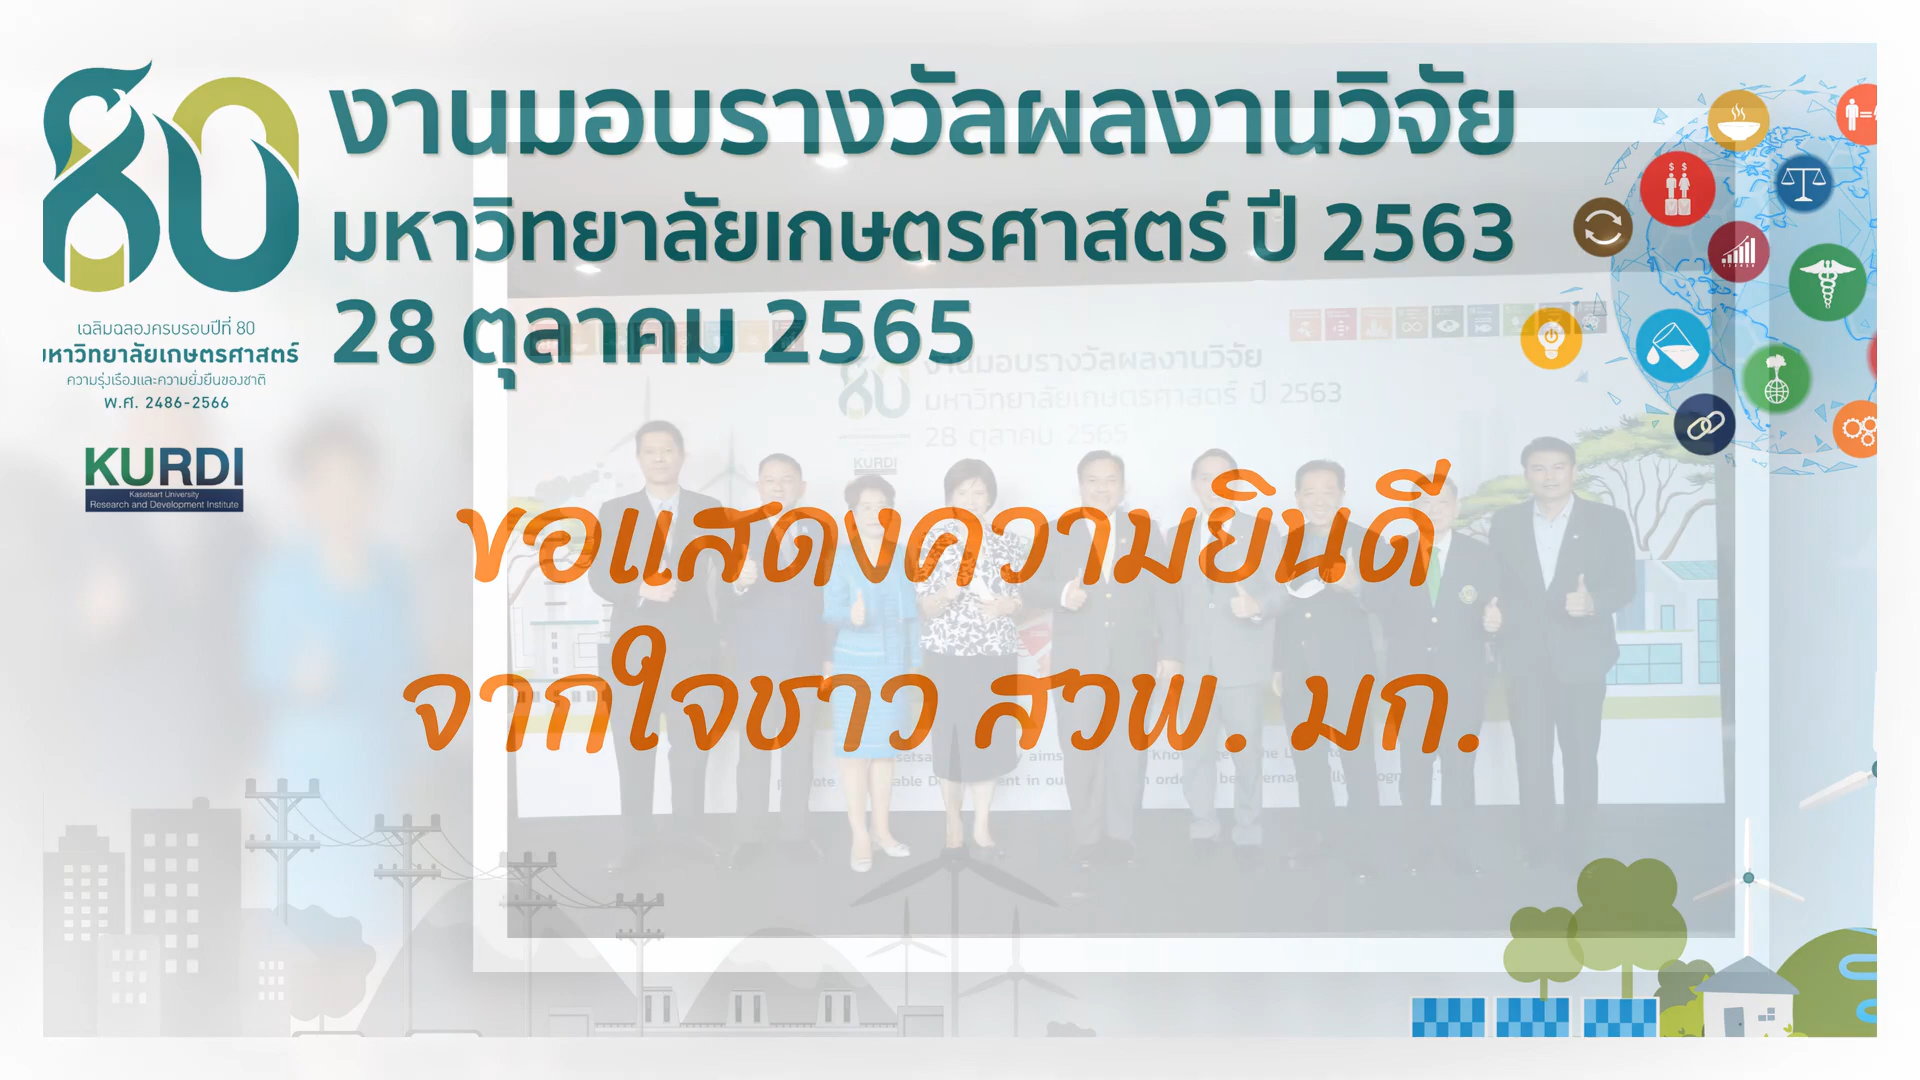 งานมอบรางวัลผลงานวิจัย
มหาวิทยาลัยเกษตรศาสตร์ ปี 2563
28 ตุลาคม 2565
80
เฉลิมฉลองครบรอบปีที่ 80
มหาวิทยาลัยเกษตรศาสตร์
ความรุ่งเรืองและความยั่งยืนของชาติ
พ.ศ. 2486-2566
KURDI
Kasetsart University
Research and Development Institute
งานมอบรางวัลผลงานวิจัย
มหาวิทยาลัยเกษตรศาสตร์ ปี 2563
28 ตุลาคม 2565
KURDI
ขอแสดงความยินดี
จากใจชาว สวพ. มก.
aims
in order